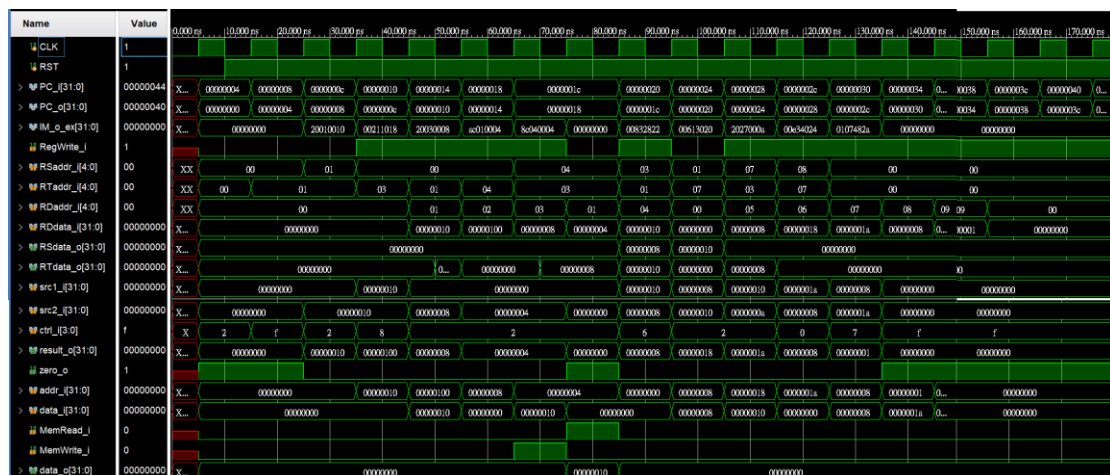 Name Value 0.000 ns 10.000 ns 20.000 ns 30.000 ns 40.000 ns 50.000 ns 60.000 ns 70.000 ns 80.000 ns 90.000 ns 100.000 ns 110.000 ns 120.000 ns 130.000 ns 140.000 ns 150.000 ns 160.000 ns 170.000 ns
CLK 1
RST 1
PC_i[31:0] 00000044 X... 00000004 00000008 0000000c 00000010 00000014 00000018 0000001c 00000020 00000024 00000028 0000002c 00000030 00000034 0... 0038 0000003c 00000040 0...
PC_o[31:0] 00000040 X... 00000000 00000004 00000008 0000000c 00000010 00000014 00000018 0000001c 00000020 00000024 00000028 0000002c 00000030 0034 00000038 0000003c 0...
IM_o_ex[31:0] 00000000 X... 00000000 20010010 00211018 20030008 ac010004 8c040004 00000000 00832822 00613020 2027000a 00e34024 0107482a 00000000 00000000
RegWrite_i 1
RSaddr_i[4:0] 00 XX 00 01 00 04 03 01 07 08 00 00
RTaddr_i[4:0] 00 XX 00 01 03 01 04 03 01 07 03 07 00 00
RDaddr_i[4:0] 00 XX 00 01 02 03 01 04 00 05 06 07 08 09 09 00
RDdata_i[31:0] 00000000 X... 00000000 00000010 00000100 00000008 00000004 00000010 00000000 00000008 00000018 0000001a 00000008 0... 0001 00000000
RSdata_o[31:0] 00000000 X... 00000000 00000008 00000010 00000000
RTdata_o[31:0] 00000000 X... 00000000 0... 00000000 00000008 00000010 00000000 00000008 00000000
src1_i[31:0] 00000000 X... 00000000 00000010 00000000 00000010 00000008 00000010 0000001a 00000008 00000000 00000000
src2_i[31:0] 00000000 X... 00000000 00000010 00000008 00000004 00000000 00000008 00000010 0000000a 00000008 0000001a 00000000 00000000
ctrl_i[3:0] f X 2 f 2 8 2 6 2 0 7 f f
result_o[31:0] 00000000 X... 00000000 00000010 00000100 00000008 00000004 00000000 00000008 00000018 0000001a 00000008 00000001 00000000 00000000
zero_o 1
addr_i[31:0] 00000000 X... 00000000 00000010 00000100 00000008 00000004 00000000 00000008 00000018 0000001a 00000008 00000001 0... 00000000
data_i[31:0] 00000000 X... 00000000 00000010 00000000 00000010 00000000 00000008 00000010 00000000 00000008 0000001a 0... 00000000
MemRead_i 0
MemWrite_i 0
data_o[31:0] 00000000 X... 00000000 00000010 00000000